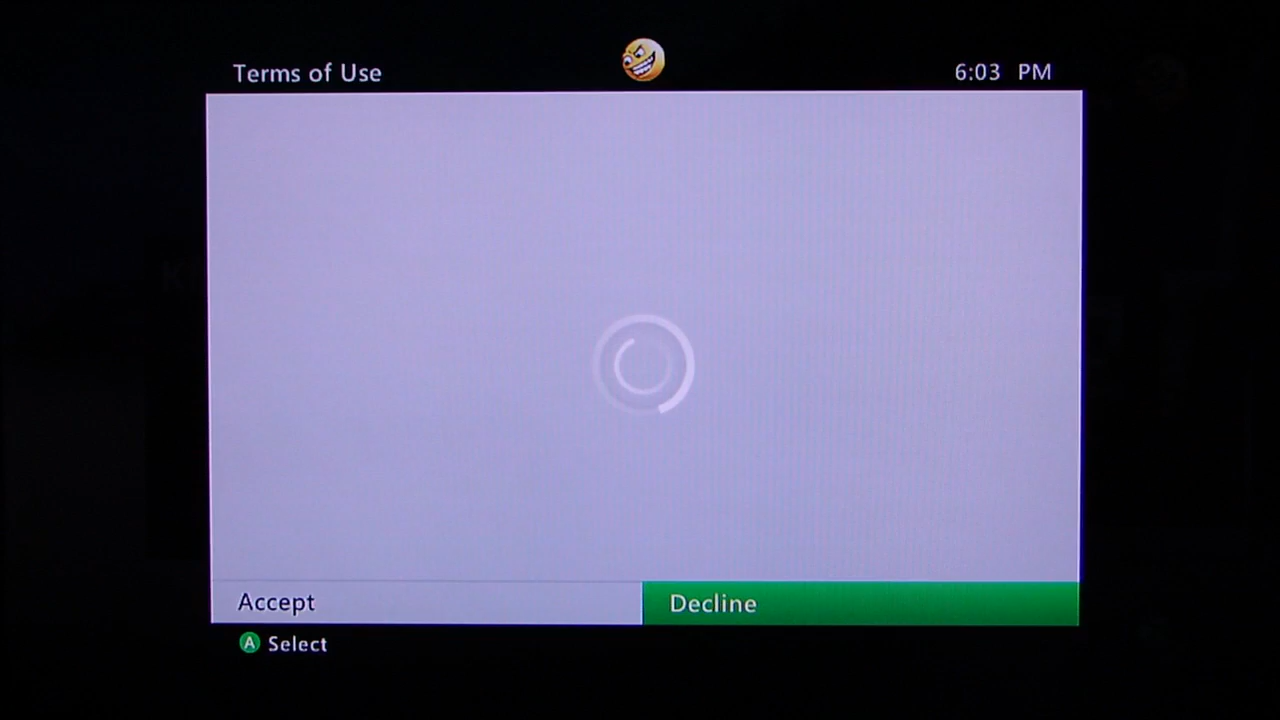 Terms of Use
6:03 PM
Accept
Decline
A Select